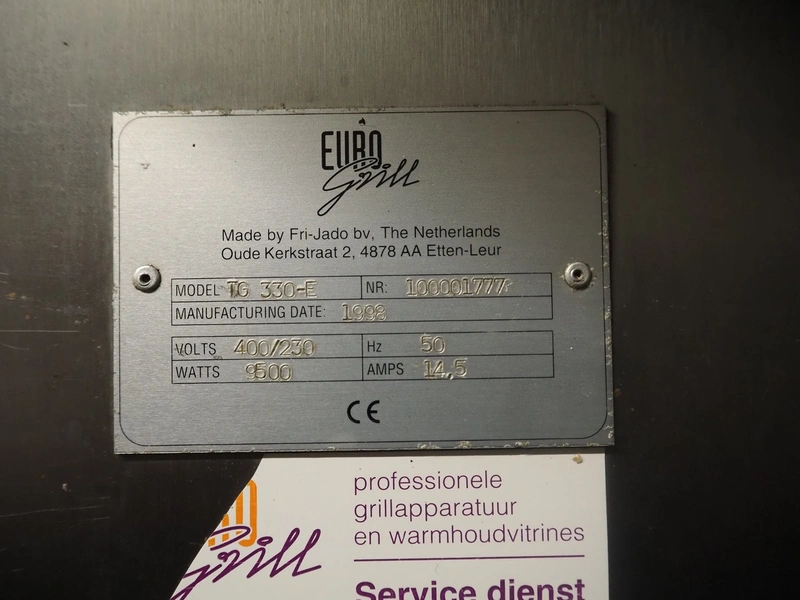 EURO
Grill
Made by Fri-Jado bv, The Netherlands
Oude Kerkstraat 2, 4878 AA Etten-Leur
MODEL TG 330-E NR:
MANUFACTURING DATE: 1998
VOLTS 400/230 Hz 50
WATTS 9500 AMPS 14,5
CE
professionele
grillapparatuur
en warmhoudvitrines
Grill
Service dienst